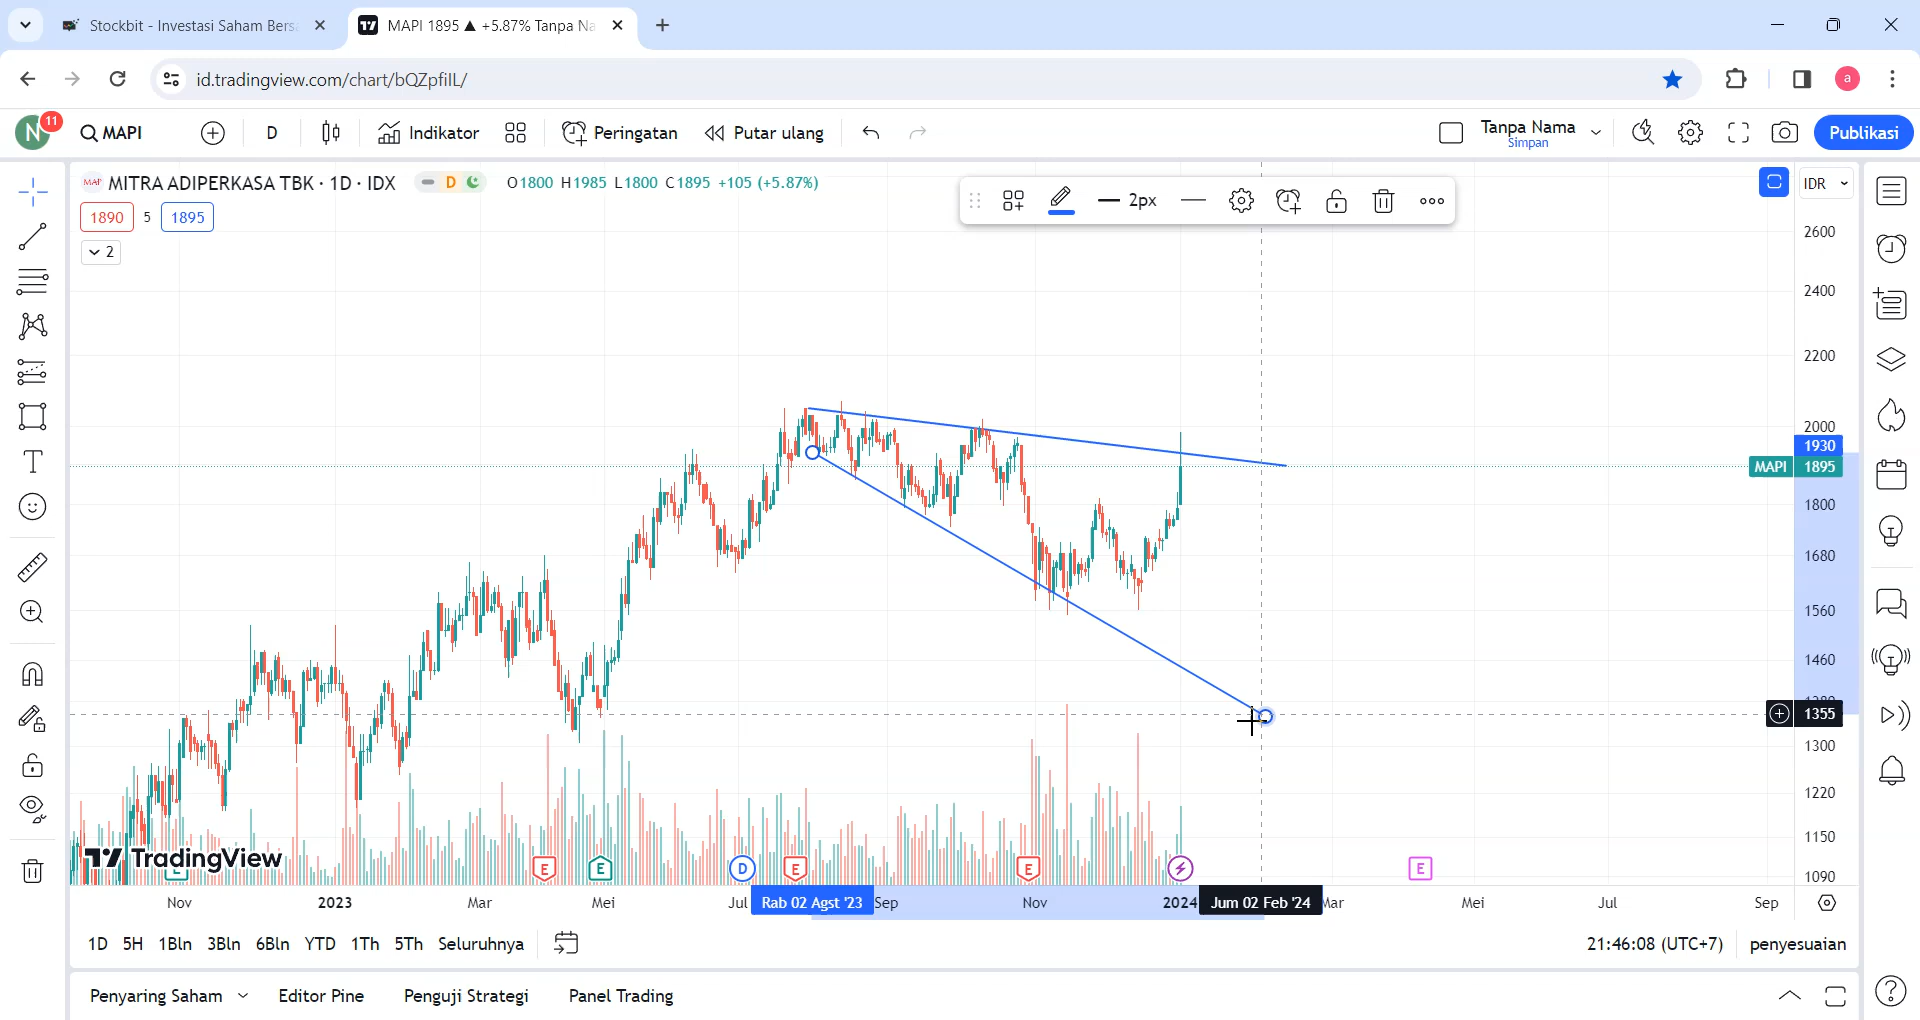 Stockbit - Investasi Saham Bersa
MAPI 1895 ▲ +5.87% Tanpa Na
id.tradingview.com/chart/bQZpfiIL/
N 11
MAPI
D
Indikator
Peringatan
Putar ulang
Tanpa Nama
Simpan
Publikasi
a
MITRA ADIPERKASA TBK · 1D · IDX
D
O1800 H1985 L1800 C1895 +105 (+5.87%)
1890 5 1895
2
2px
IDR
2600
2400
2200
2000
1930
MAPI 1895
1800
1680
1560
1460
1380
1355
1300
1220
1150
1090
TradingView
E E D E E E
Nov 2023 Mar Mei Jul Rab 02 Agst '23 Sep Nov 2024 Jum 02 Feb '24 Mar Mei Jul Sep
1D 5H 1Bln 3Bln 6Bln YTD 1Th 5Th Seluruhnya
21:46:08 (UTC+7) penyesuaian
Penyaring Saham Editor Pine Penguji Strategi Panel Trading